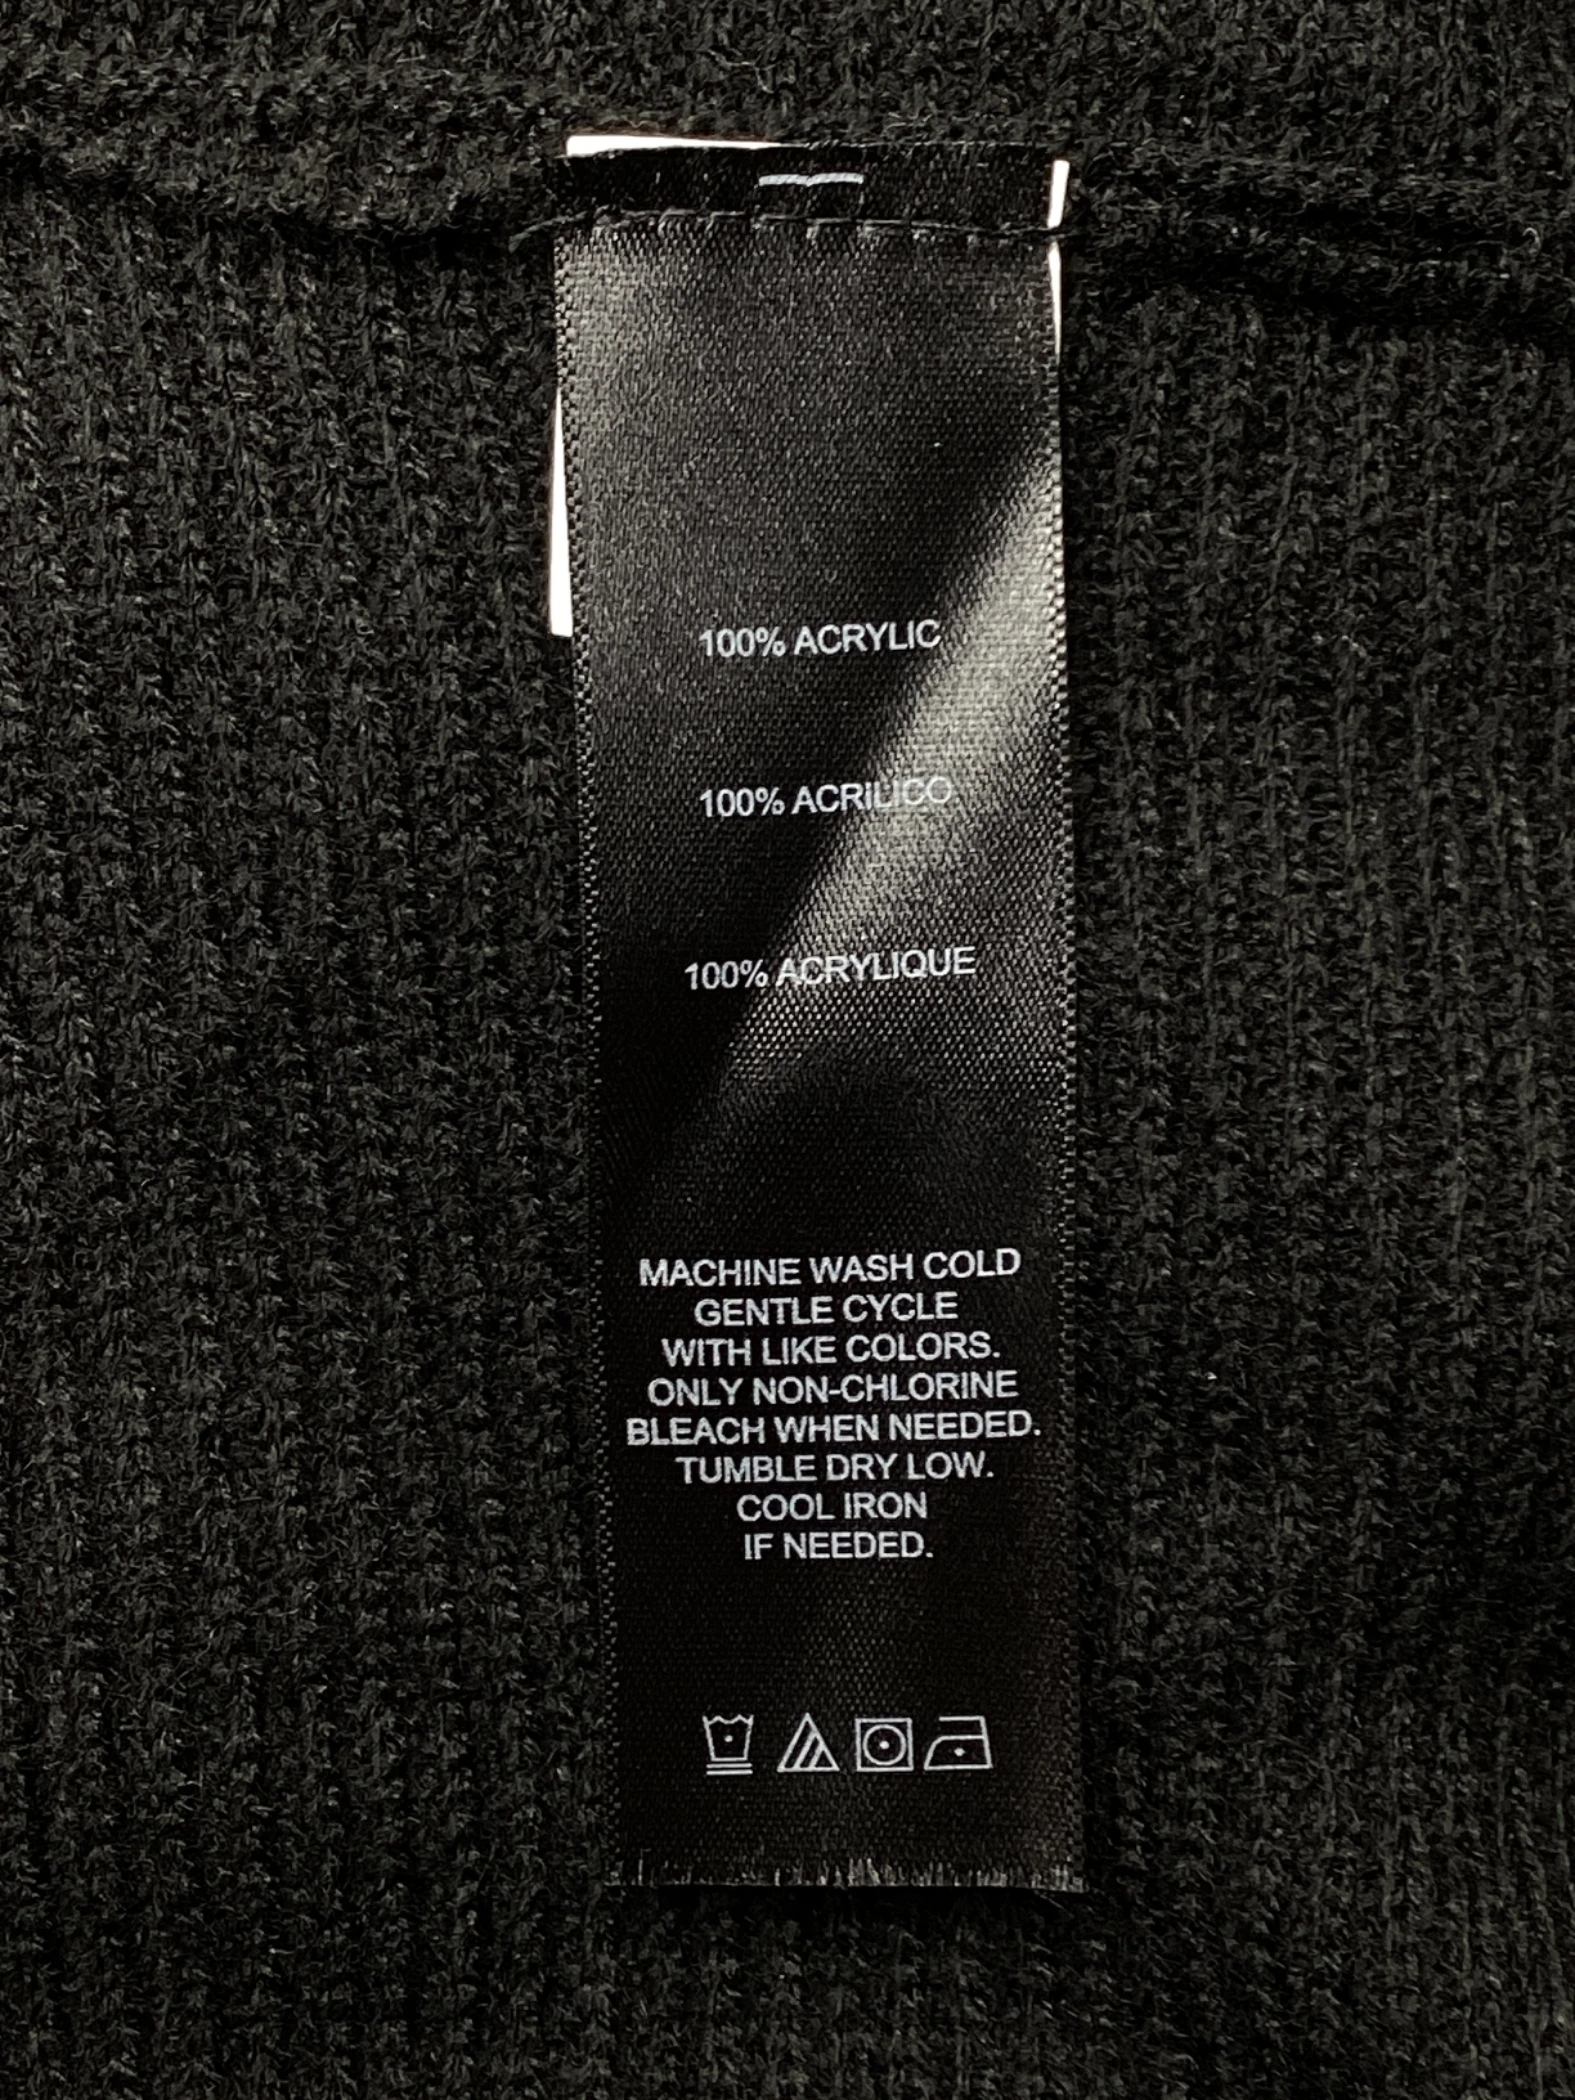 100% ACRYLIC
100% ACRILICO
100% ACRYLIQUE
MACHINE WASH COLD
GENTLE CYCLE
WITH LIKE COLORS.
ONLY NON-CHLORINE
BLEACH WHEN NEEDED.
TUMBLE DRY LOW.
COOL IRON
IF NEEDED.